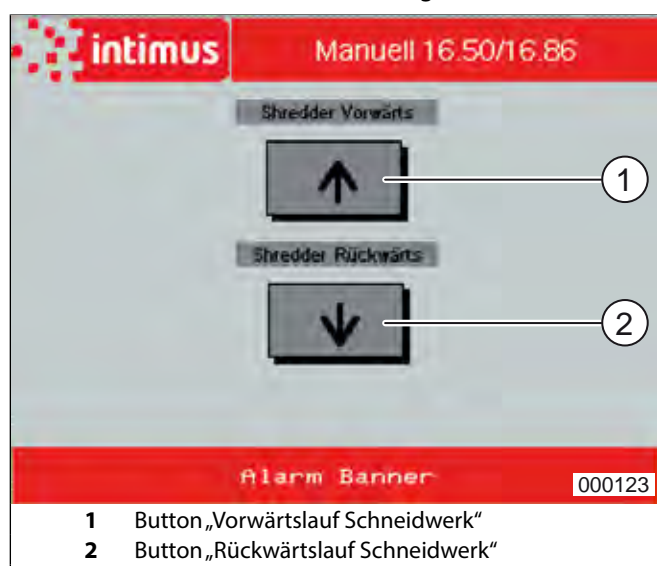 intimus
Manuell 16.50/16.86
Shredder Vorwärts
1
Shredder Rückwärts
2
Alarm Banner
000123
1 Button „Vorwärtslauf Schneidwerk“
2 Button „Rückwärtslauf Schneidwerk“